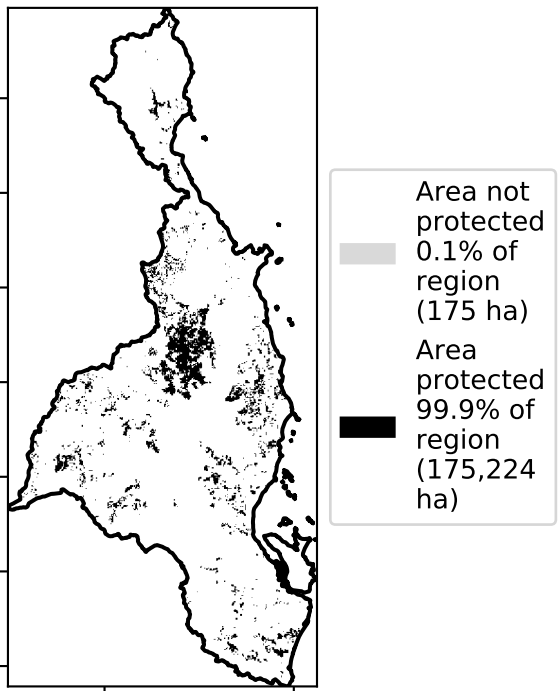 Area not
protected
0.1% of
region
(175 ha)
Area
protected
99.9% of
region
(175,224
ha)